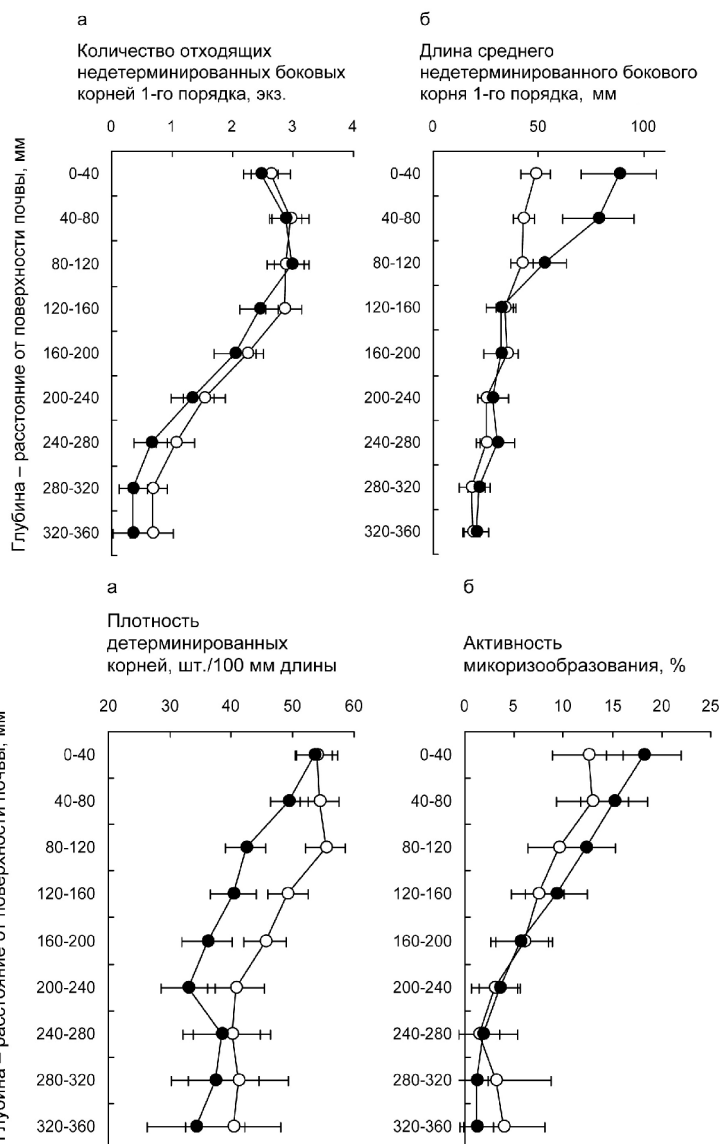 а
Количество отходящих
недетерминированных боковых
корней 1-го порядка, экз.
0 1 2 3 4
Глубина – расстояние от поверхности почвы, мм
0-40
40-80
80-120
120-160
160-200
200-240
240-280
280-320
320-360
б
Длина среднего
недетерминированного бокового
корня 1-го порядка, мм
0 50 100
0-40
40-80
80-120
120-160
160-200
200-240
240-280
280-320
320-360
а
Плотность
детерминированных
корней, шт./100 мм длины
20 30 40 50 60
Глубина – расстояние от поверхности почвы, мм
0-40
40-80
80-120
120-160
160-200
200-240
240-280
280-320
320-360
б
Активность
микоризообразования, %
0 5 10 15 20 25
0-40
40-80
80-120
120-160
160-200
200-240
240-280
280-320
320-360